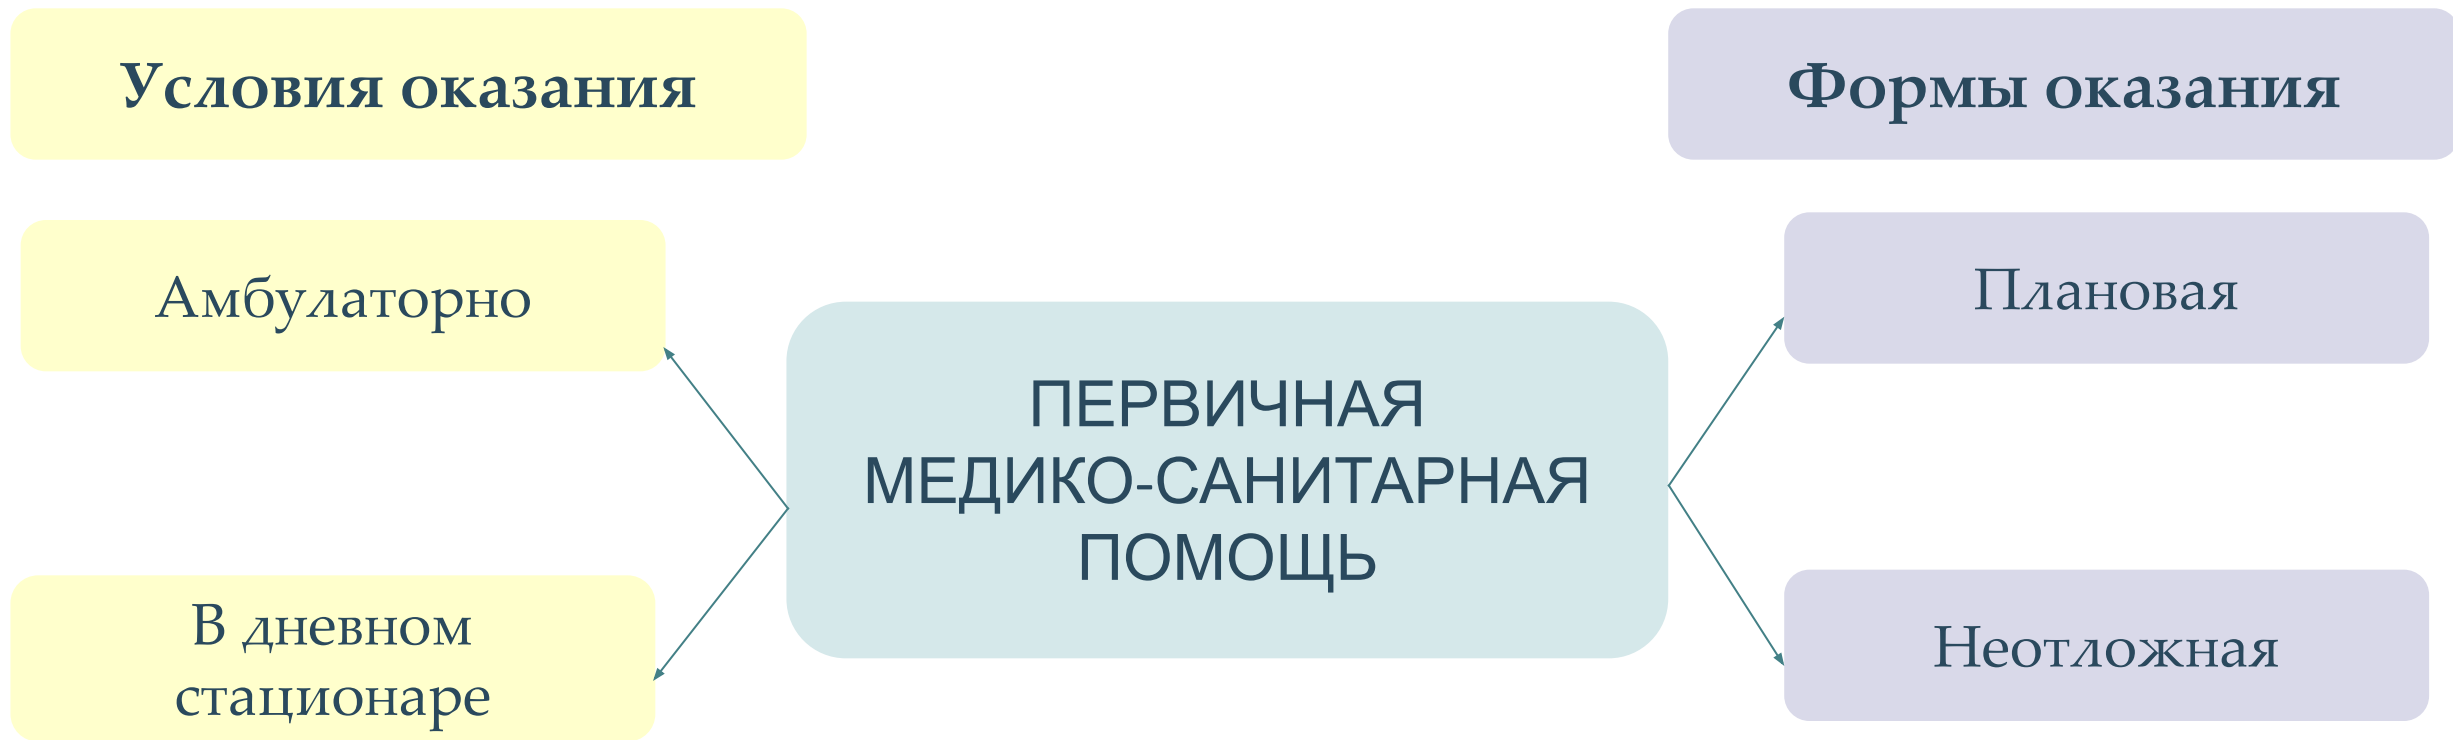 Условия оказания
Формы оказания
Амбулаторно
Плановая
ПЕРВИЧНАЯ
МЕДИКО-САНИТАРНАЯ
ПОМОЩЬ
В дневном
стационаре
Неотложная